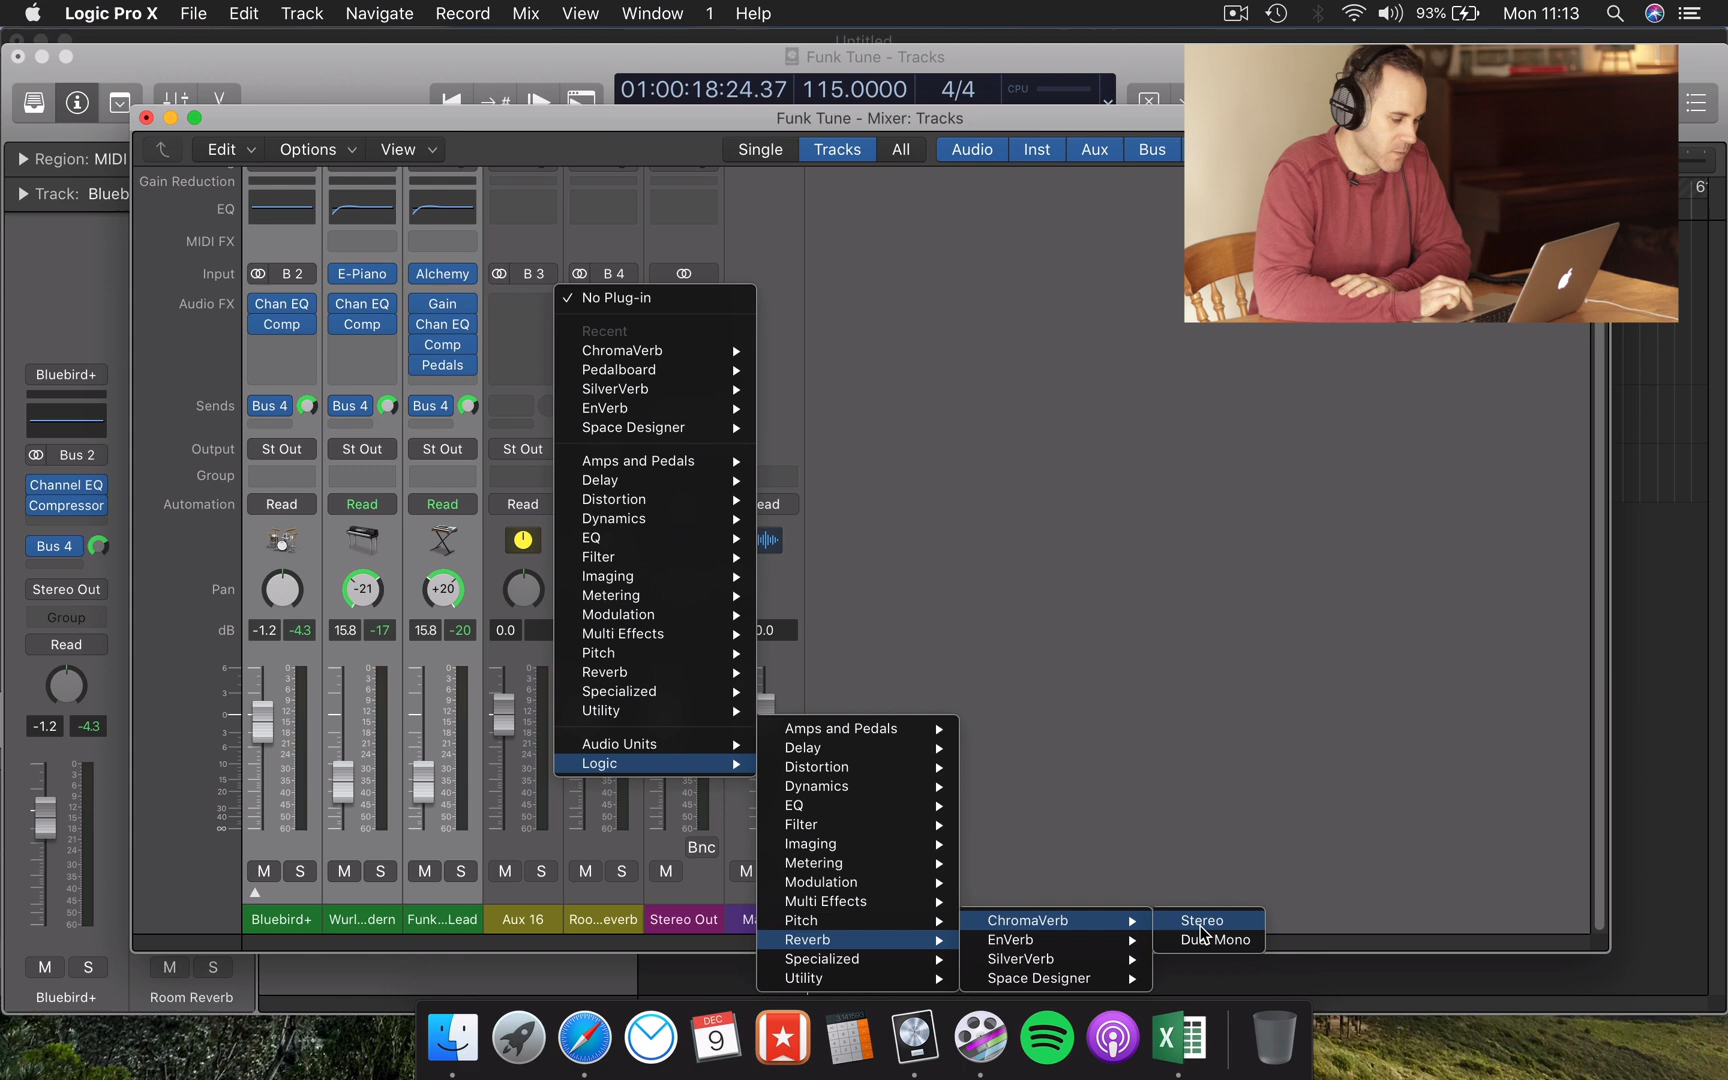 Logic Pro X File Edit Track Navigate Record Mix View Window 1 Help 93% Mon 11:13
Untitled
Funk Tune - Tracks
01:00:18:24.37 115.0000 4/4 CPU
Funk Tune - Mixer: Tracks
Region: MIDI
Track: Blueb
Edit Options View Single Tracks All Audio Inst Aux Bus
6
Gain Reduction
EQ
MIDI FX
Input B 2 E-Piano Alchemy B 3 B 4
Audio FX Chan EQ Chan EQ Gain
Comp Comp Chan EQ
Comp
Pedals
Sends Bus 4 Bus 4 Bus 4
Output St Out St Out St Out St Out
Group
Automation Read Read Read Read ead
Pan -21 +20
dB -1.2 -4.3 15.8 -17 15.8 -20 0.0 0.0
Bnc
M S M S M S M S M S M M
Bluebird+ Wurl...dern Funk...Lead Aux 16 Roo...everb Stereo Out Ma
Bluebird+
Bus 2
Channel EQ
Compressor
Bus 4
Stereo Out
Group
Read
-1.2 -4.3
M S M S
Bluebird+ Room Reverb
No Plug-in
Recent
ChromaVerb
Pedalboard
SilverVerb
EnVerb
Space Designer
Amps and Pedals
Delay
Distortion
Dynamics
EQ
Filter
Imaging
Metering
Modulation
Multi Effects
Pitch
Reverb
Specialized
Utility
Audio Units
Logic
Amps and Pedals
Delay
Distortion
Dynamics
EQ
Filter
Imaging
Metering
Modulation
Multi Effects
Pitch
Reverb
Specialized
Utility
ChromaVerb
EnVerb
SilverVerb
Space Designer
Stereo
Mono
DEC
9